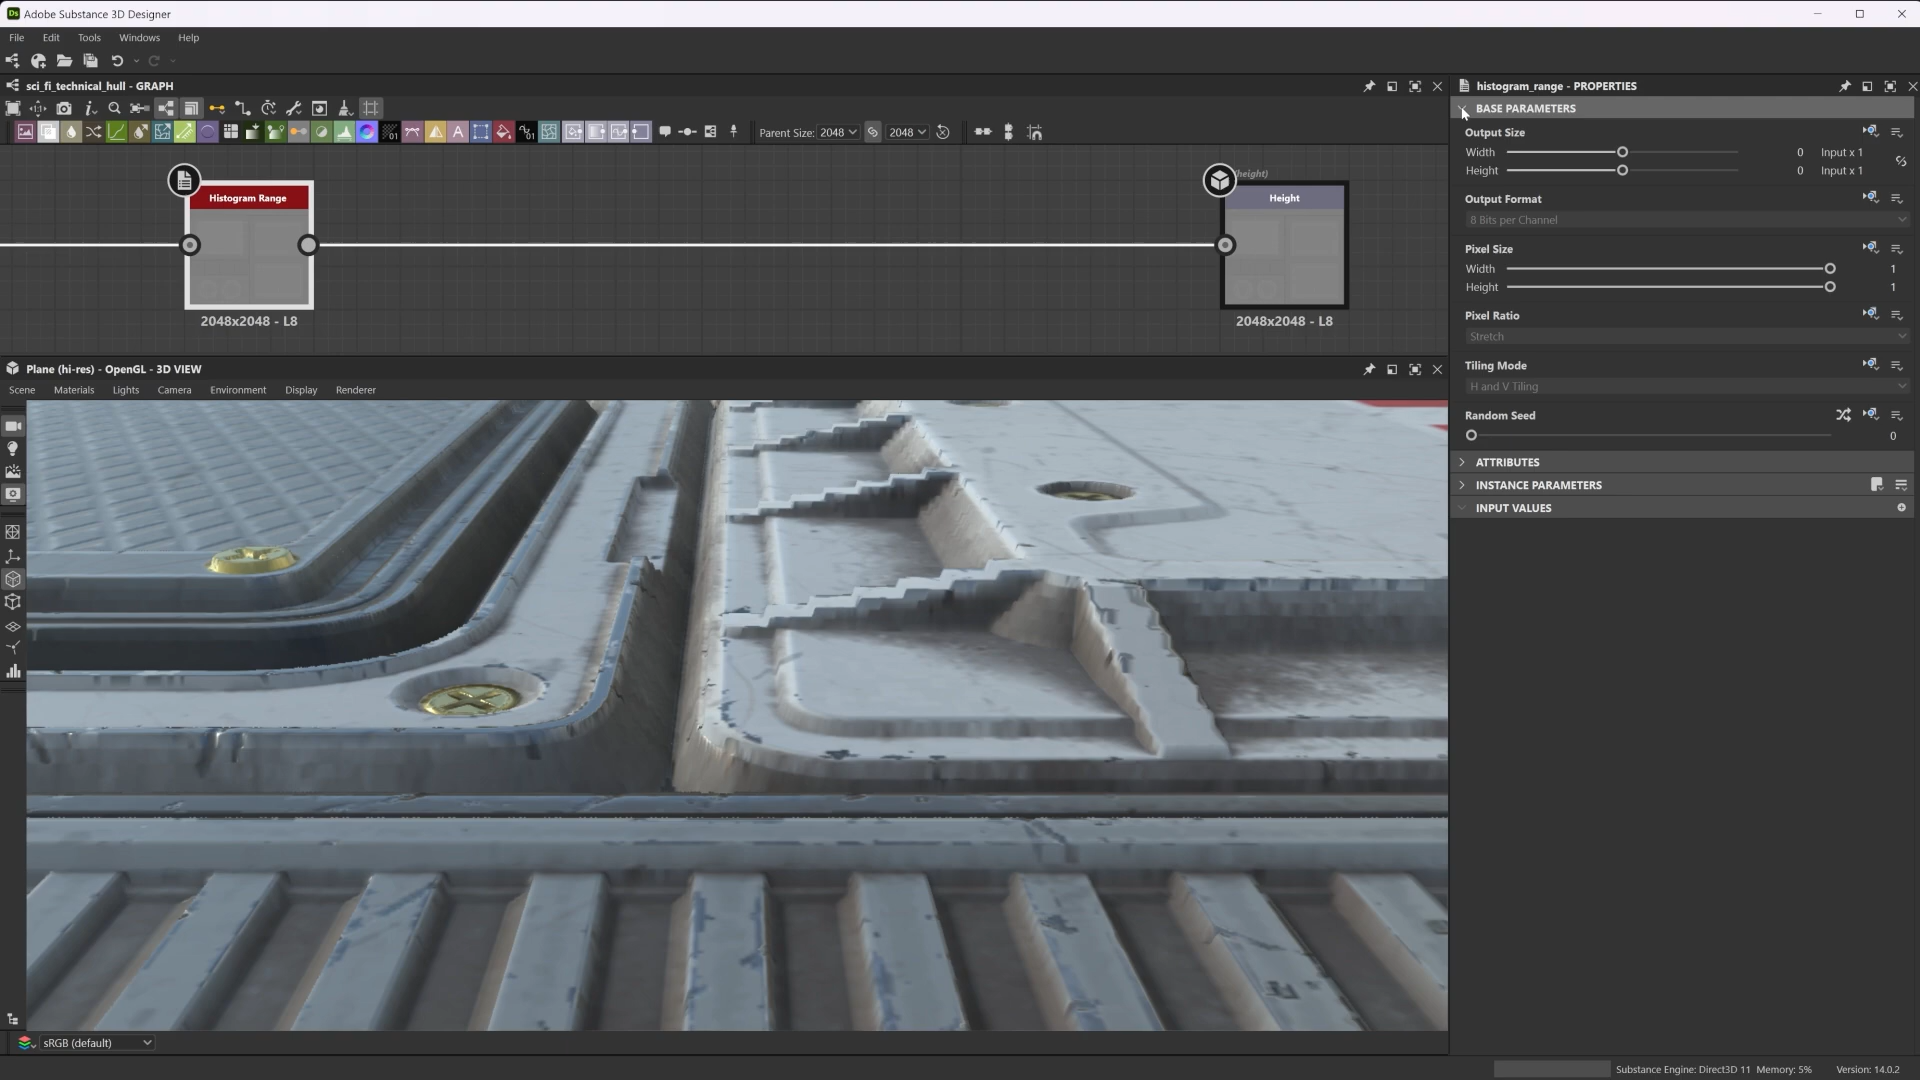 Ds Adobe Substance 3D Designer
File Edit Tools Windows Help
sci_fi_technical_hull - GRAPH
Parent Size: 2048 2048
(height)
Histogram Range
Height
2048x2048 - L8
2048x2048 - L8
Plane (hi-res) - OpenGL - 3D VIEW
Scene Materials Lights Camera Environment Display Renderer
sRGB (default)
histogram_range - PROPERTIES
BASE PARAMETERS
Output Size
Width 0 Input x 1
Height 0 Input x 1
Output Format
8 Bits per Channel
Pixel Size
Width 1
Height 1
Pixel Ratio
Stretch
Tiling Mode
H and V Tiling
Random Seed
0
ATTRIBUTES
INSTANCE PARAMETERS
INPUT VALUES
Substance Engine: Direct3D 11 Memory: 5% Version: 14.0.2